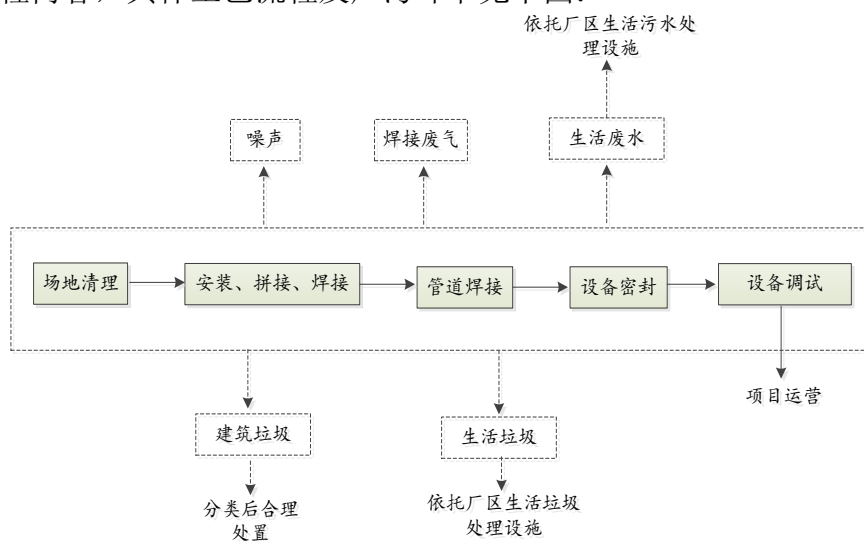 依托厂区生活污水处
理设施
噪声
焊接废气
生活废水
场地清理
安装、拼接、焊接
管道焊接
设备密封
设备调试
项目运营
建筑垃圾
生活垃圾
分类后合理
处置
依托厂区生活垃圾
处理设施